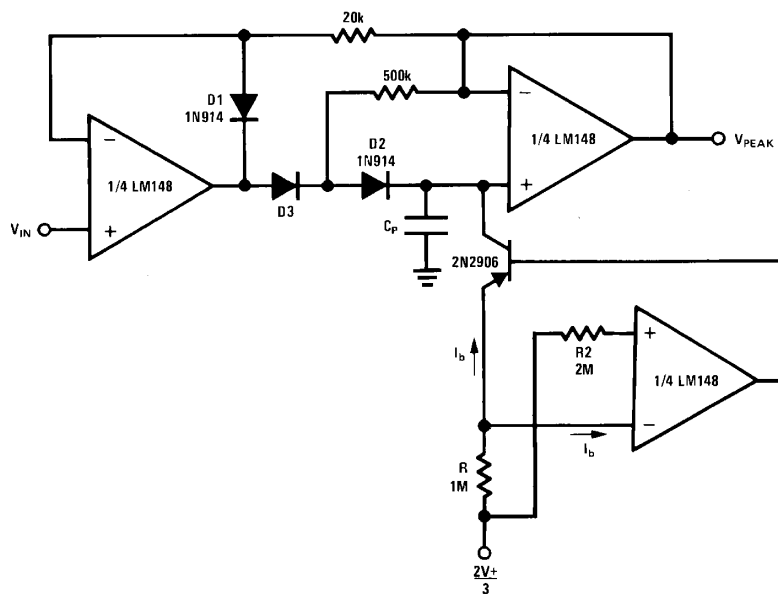 20k
500k
D1
1N914
D2
1N914
D3
−
1/4 LM148
+
V_IN
−
1/4 LM148
+
V_PEAK
C_P
2N2906
I_b
R2
2M
+
1/4 LM148
−
I_b
R
1M
2V+
3